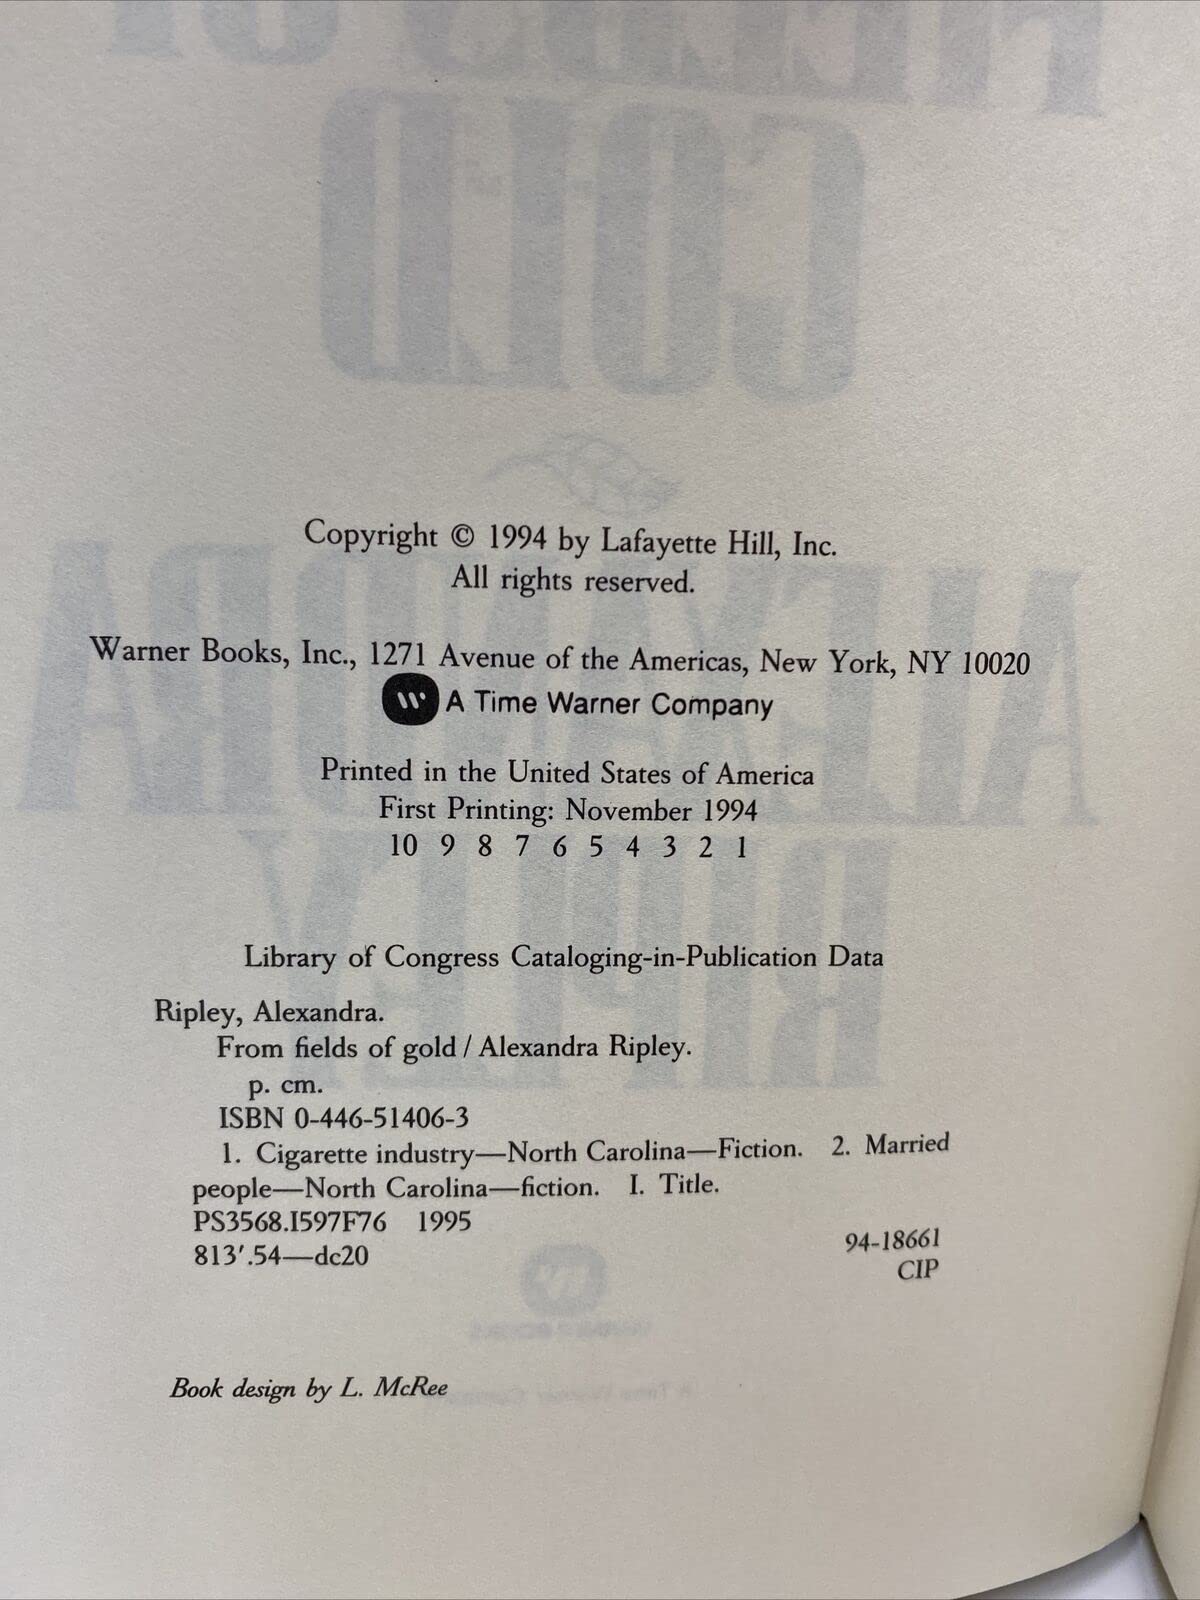 Copyright © 1994 by Lafayette Hill, Inc.
All rights reserved.
Warner Books, Inc., 1271 Avenue of the Americas, New York, NY 10020
W A Time Warner Company
Printed in the United States of America
First Printing: November 1994
10 9 8 7 6 5 4 3 2 1
Library of Congress Cataloging-in-Publication Data
Ripley, Alexandra.
From fields of gold / Alexandra Ripley.
p. cm.
ISBN 0-446-51406-3
1. Cigarette industry—North Carolina—Fiction. 2. Married
people—North Carolina—fiction. I. Title.
PS3568.I597F76 1995
813'.54—dc20
94-18661
CIP
Book design by L. McRee